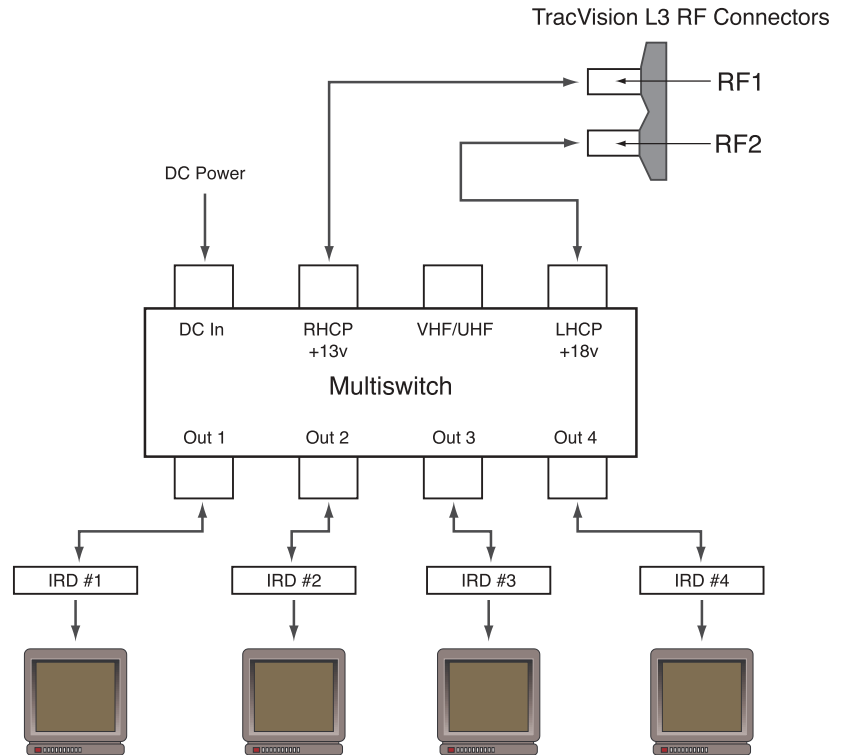 TracVision L3 RF Connectors
RF1
RF2
DC Power
DC In
RHCP
+13v
VHF/UHF
LHCP
+18v
Multiswitch
Out 1
Out 2
Out 3
Out 4
IRD #1
IRD #2
IRD #3
IRD #4